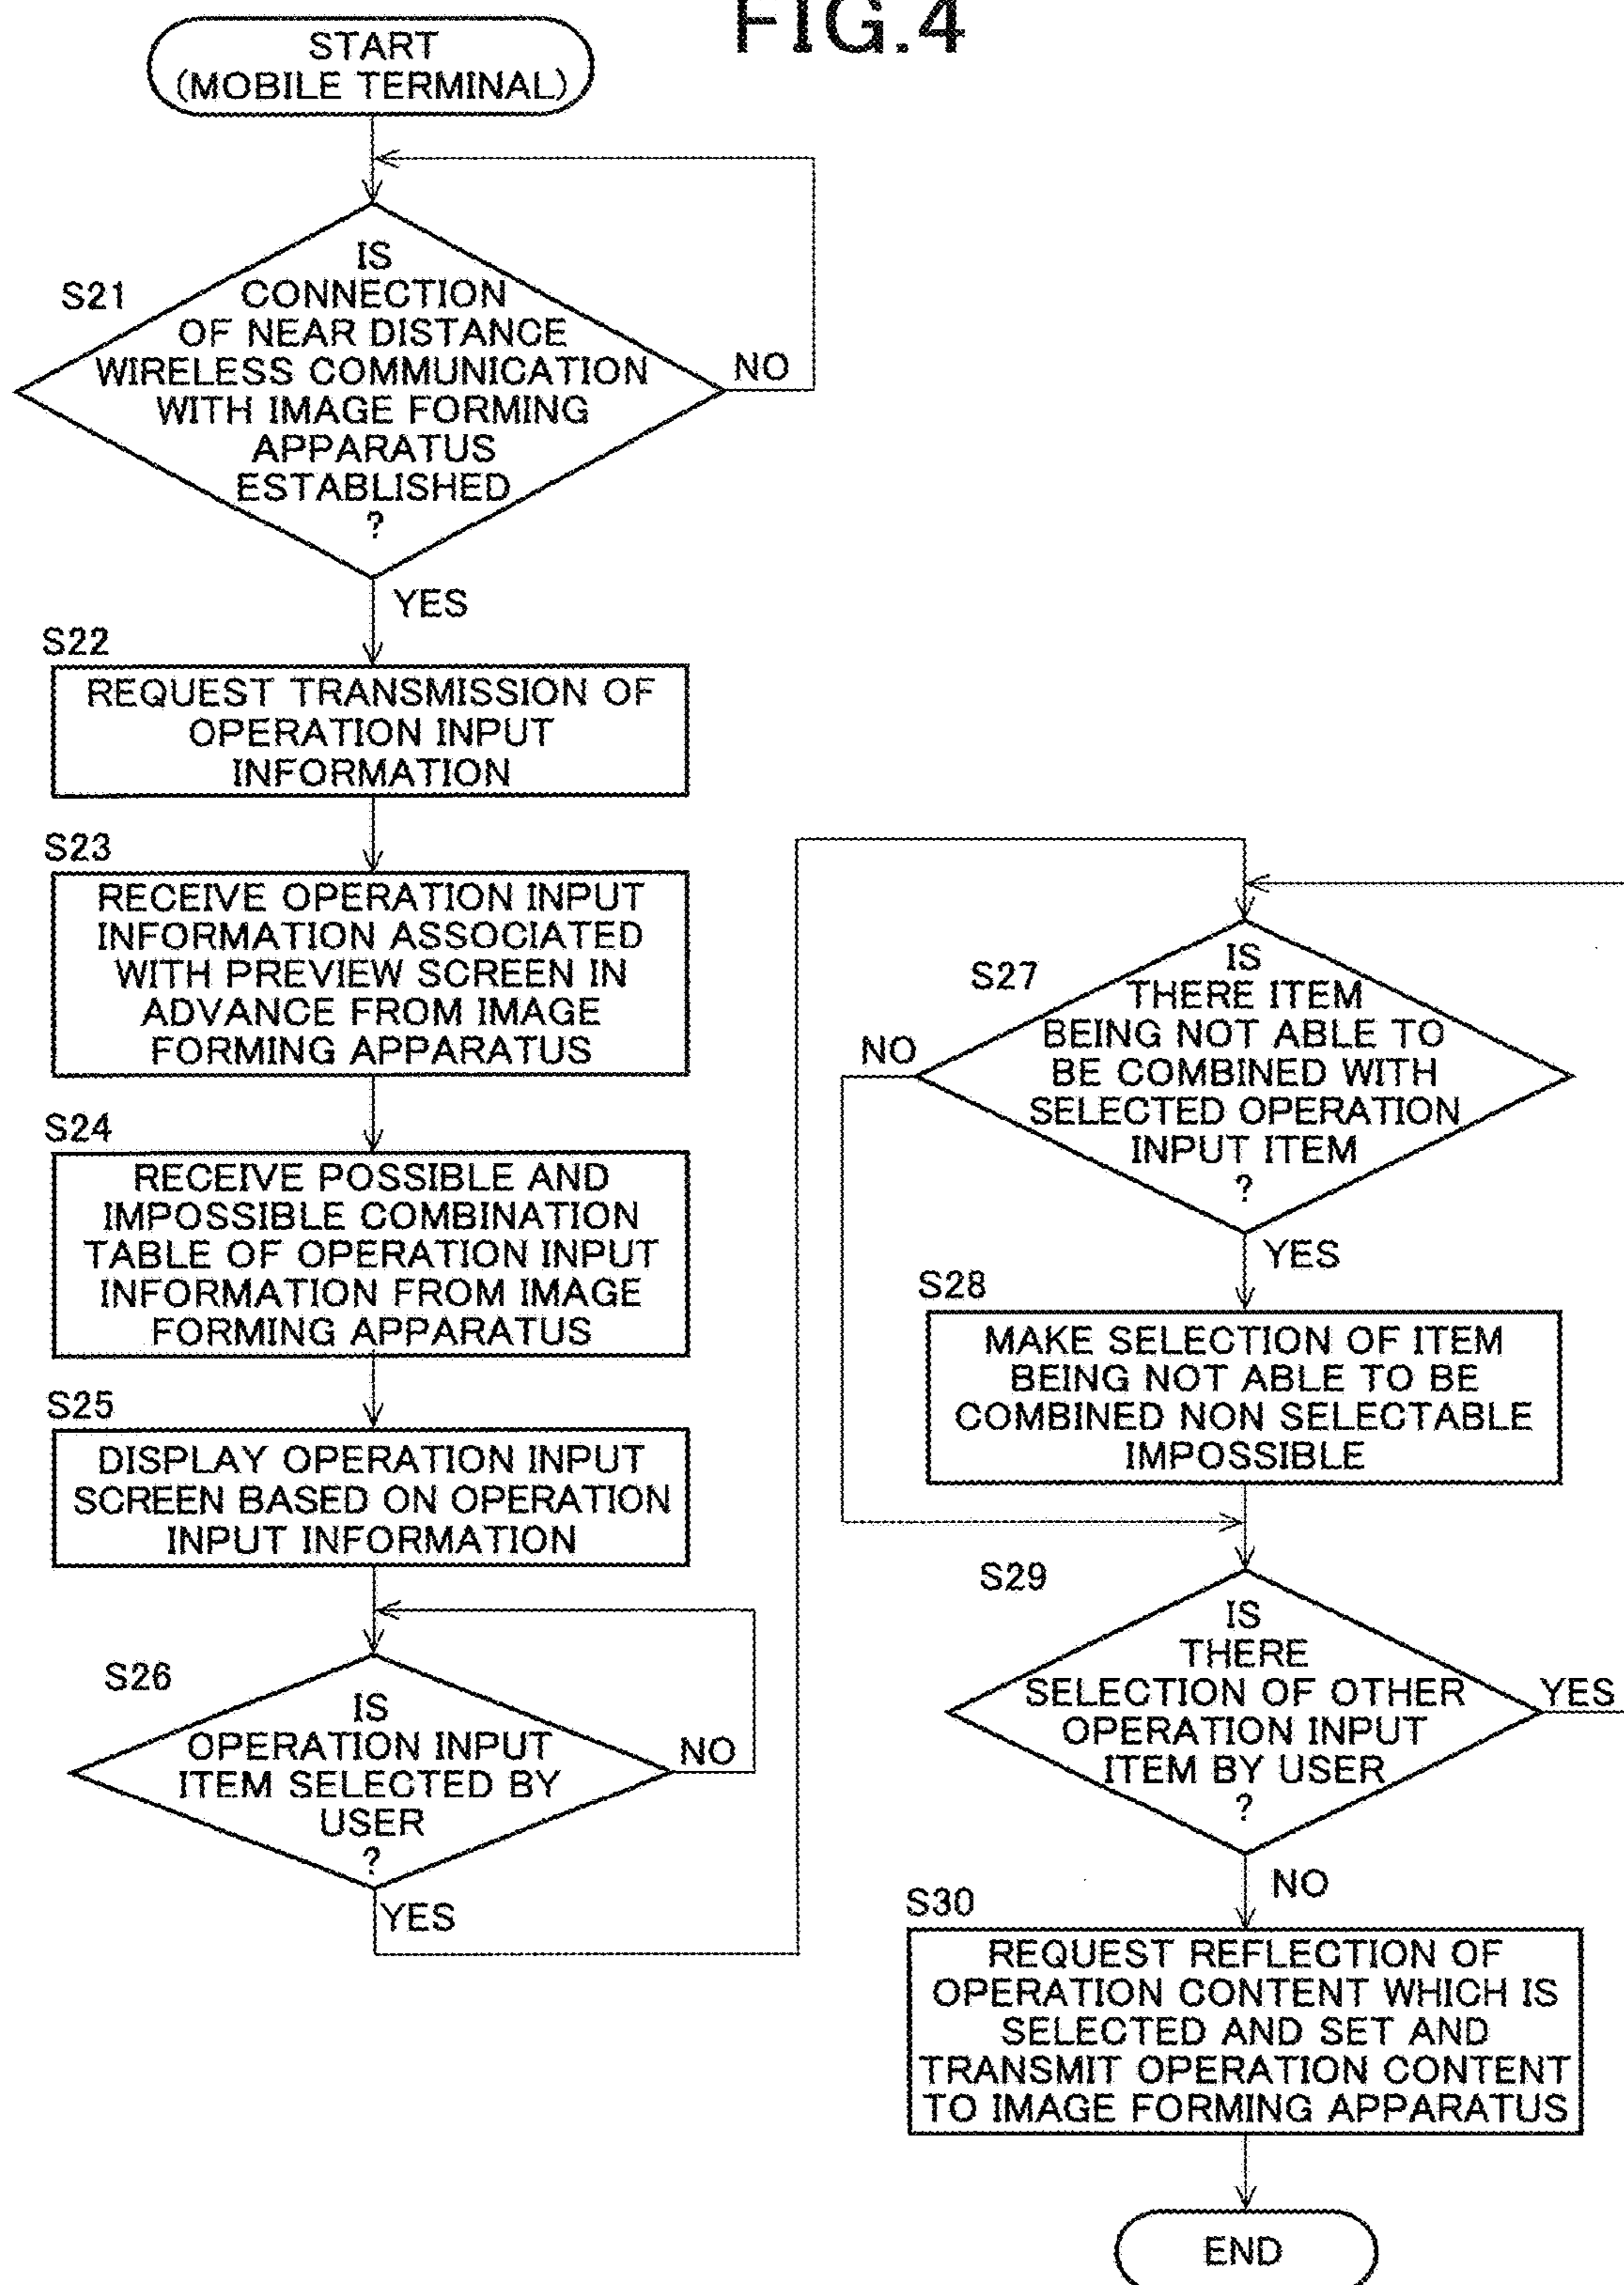 FIG.4
START
(MOBILE TERMINAL)
S21
IS
CONNECTION
OF NEAR DISTANCE
WIRELESS COMMUNICATION
WITH IMAGE FORMING
APPARATUS
ESTABLISHED
?
NO
YES
S22
REQUEST TRANSMISSION OF
OPERATION INPUT
INFORMATION
S23
RECEIVE OPERATION INPUT
INFORMATION ASSOCIATED
WITH PREVIEW SCREEN IN
ADVANCE FROM IMAGE
FORMING APPARATUS
S24
RECEIVE POSSIBLE AND
IMPOSSIBLE COMBINATION
TABLE OF OPERATION INPUT
INFORMATION FROM IMAGE
FORMING APPARATUS
S25
DISPLAY OPERATION INPUT
SCREEN BASED ON OPERATION
INPUT INFORMATION
S26
IS
OPERATION INPUT
ITEM SELECTED BY
USER
?
NO
YES
S27
IS
THERE ITEM
BEING NOT ABLE TO
BE COMBINED WITH
SELECTED OPERATION
INPUT ITEM
?
NO
YES
S28
MAKE SELECTION OF ITEM
BEING NOT ABLE TO BE
COMBINED NON SELECTABLE
IMPOSSIBLE
S29
IS
THERE
SELECTION OF OTHER
OPERATION INPUT
ITEM BY USER
?
YES
NO
S30
REQUEST REFLECTION OF
OPERATION CONTENT WHICH IS
SELECTED AND SET AND
TRANSMIT OPERATION CONTENT
TO IMAGE FORMING APPARATUS
END